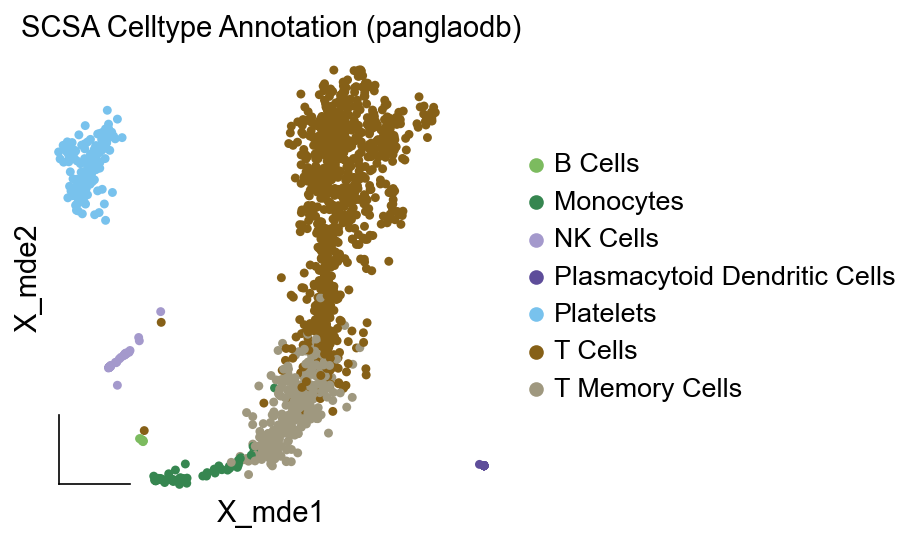 SCSA Celltype Annotation (panglaodb)
X_mde2
X_mde1
B Cells
Monocytes
NK Cells
Plasmacytoid Dendritic Cells
Platelets
T Cells
T Memory Cells